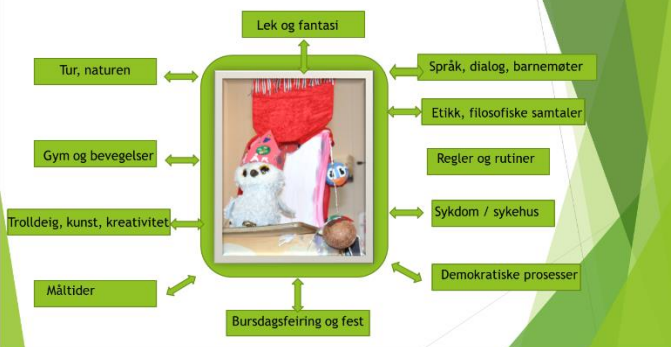 Lek og fantasi
Tur, naturen
Språk, dialog, barnemøter
Etikk, filosofiske samtaler
Gym og bevegelser
Regler og rutiner
Trolldeig, kunst, kreativitet
Sykdom / sykehus
Måltider
Demokratiske prosesser
Bursdagsfeiring og fest